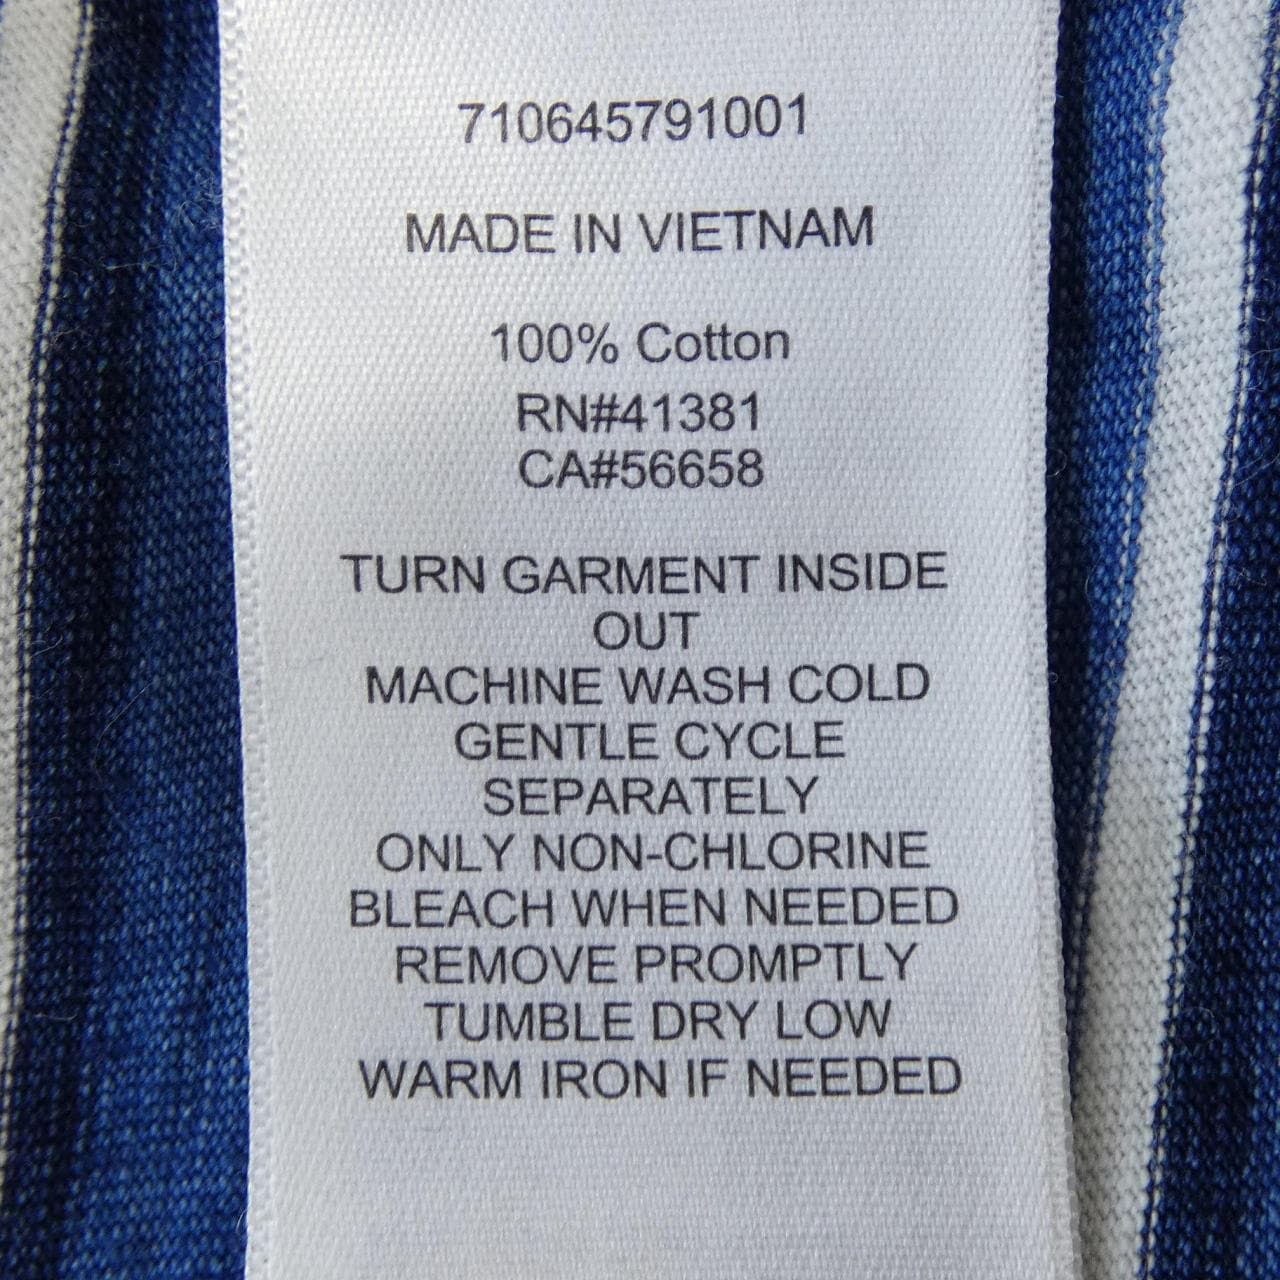 710645791001
MADE IN VIETNAM
100% Cotton
RN#41381
CA#56658
TURN GARMENT INSIDE
OUT
MACHINE WASH COLD
GENTLE CYCLE
SEPARATELY
ONLY NON-CHLORINE
BLEACH WHEN NEEDED
REMOVE PROMPTLY
TUMBLE DRY LOW
WARM IRON IF NEEDED